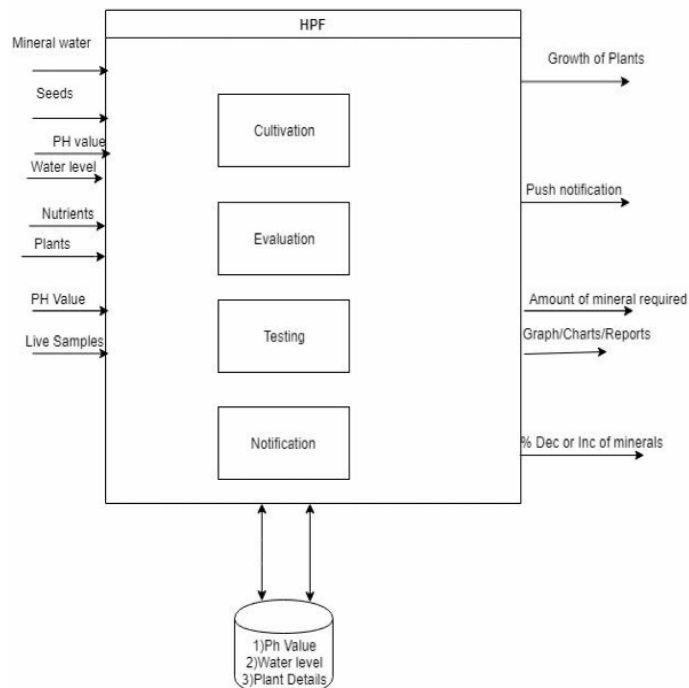 HPF
Mineral water
Seeds
PH value
Water level
Nutrients
Plants
PH Value
Live Samples
Cultivation
Evaluation
Testing
Notification
Growth of Plants
Push notification
Amount of mineral required
Graph/Charts/Reports
% Dec or Inc of minerals
1)Ph Value
2)Water level
3)Plant Details